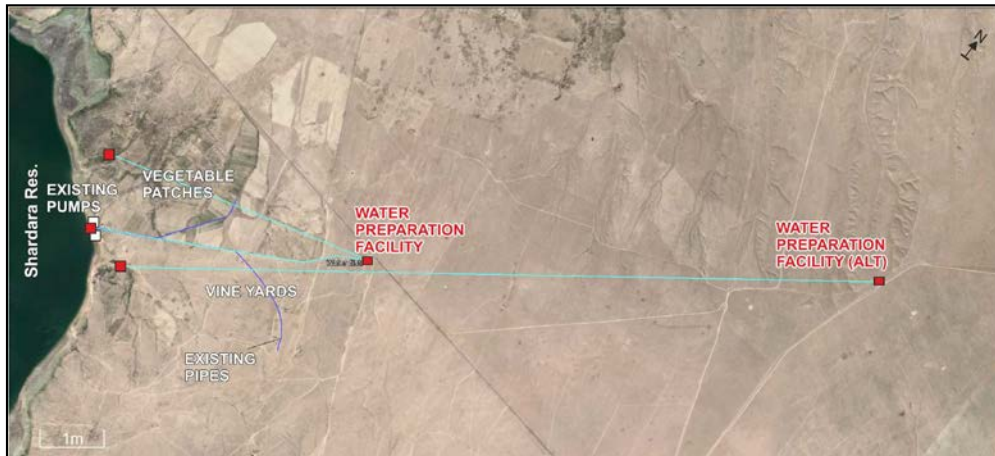 N
VEGETABLE
PATCHES
EXISTING
PUMPS
Shardara Res.
WATER
PREPARATION
FACILITY
WATER
PREPARATION
FACILITY (ALT)
VINE YARDS
EXISTING
PIPES
1m